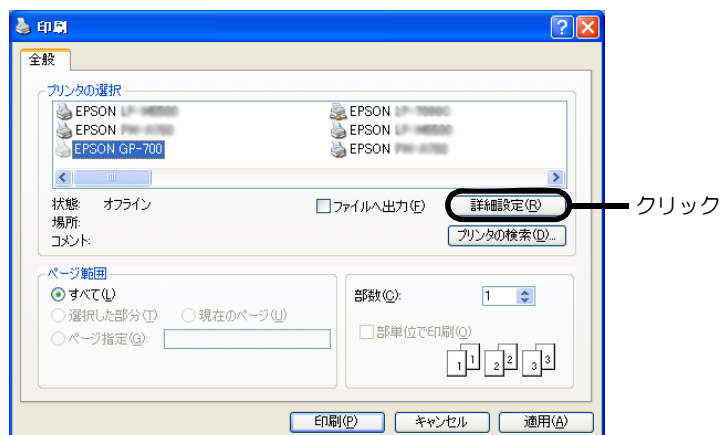 印刷
全般
プリンタの選択
EPSON
EPSON
EPSON
EPSON
EPSON GP-700
EPSON
状態: オフライン
ファイルへ出力(F)
詳細設定(R)
クリック
場所:
コメント:
プリンタの検索(D)...
ページ範囲
すべて(L)
選択した部分(T)
現在のページ(U)
ページ指定(G):
部数(C):
1
部単位で印刷(O)
1 1 2 2 3 3
印刷(P)
キャンセル
適用(A)